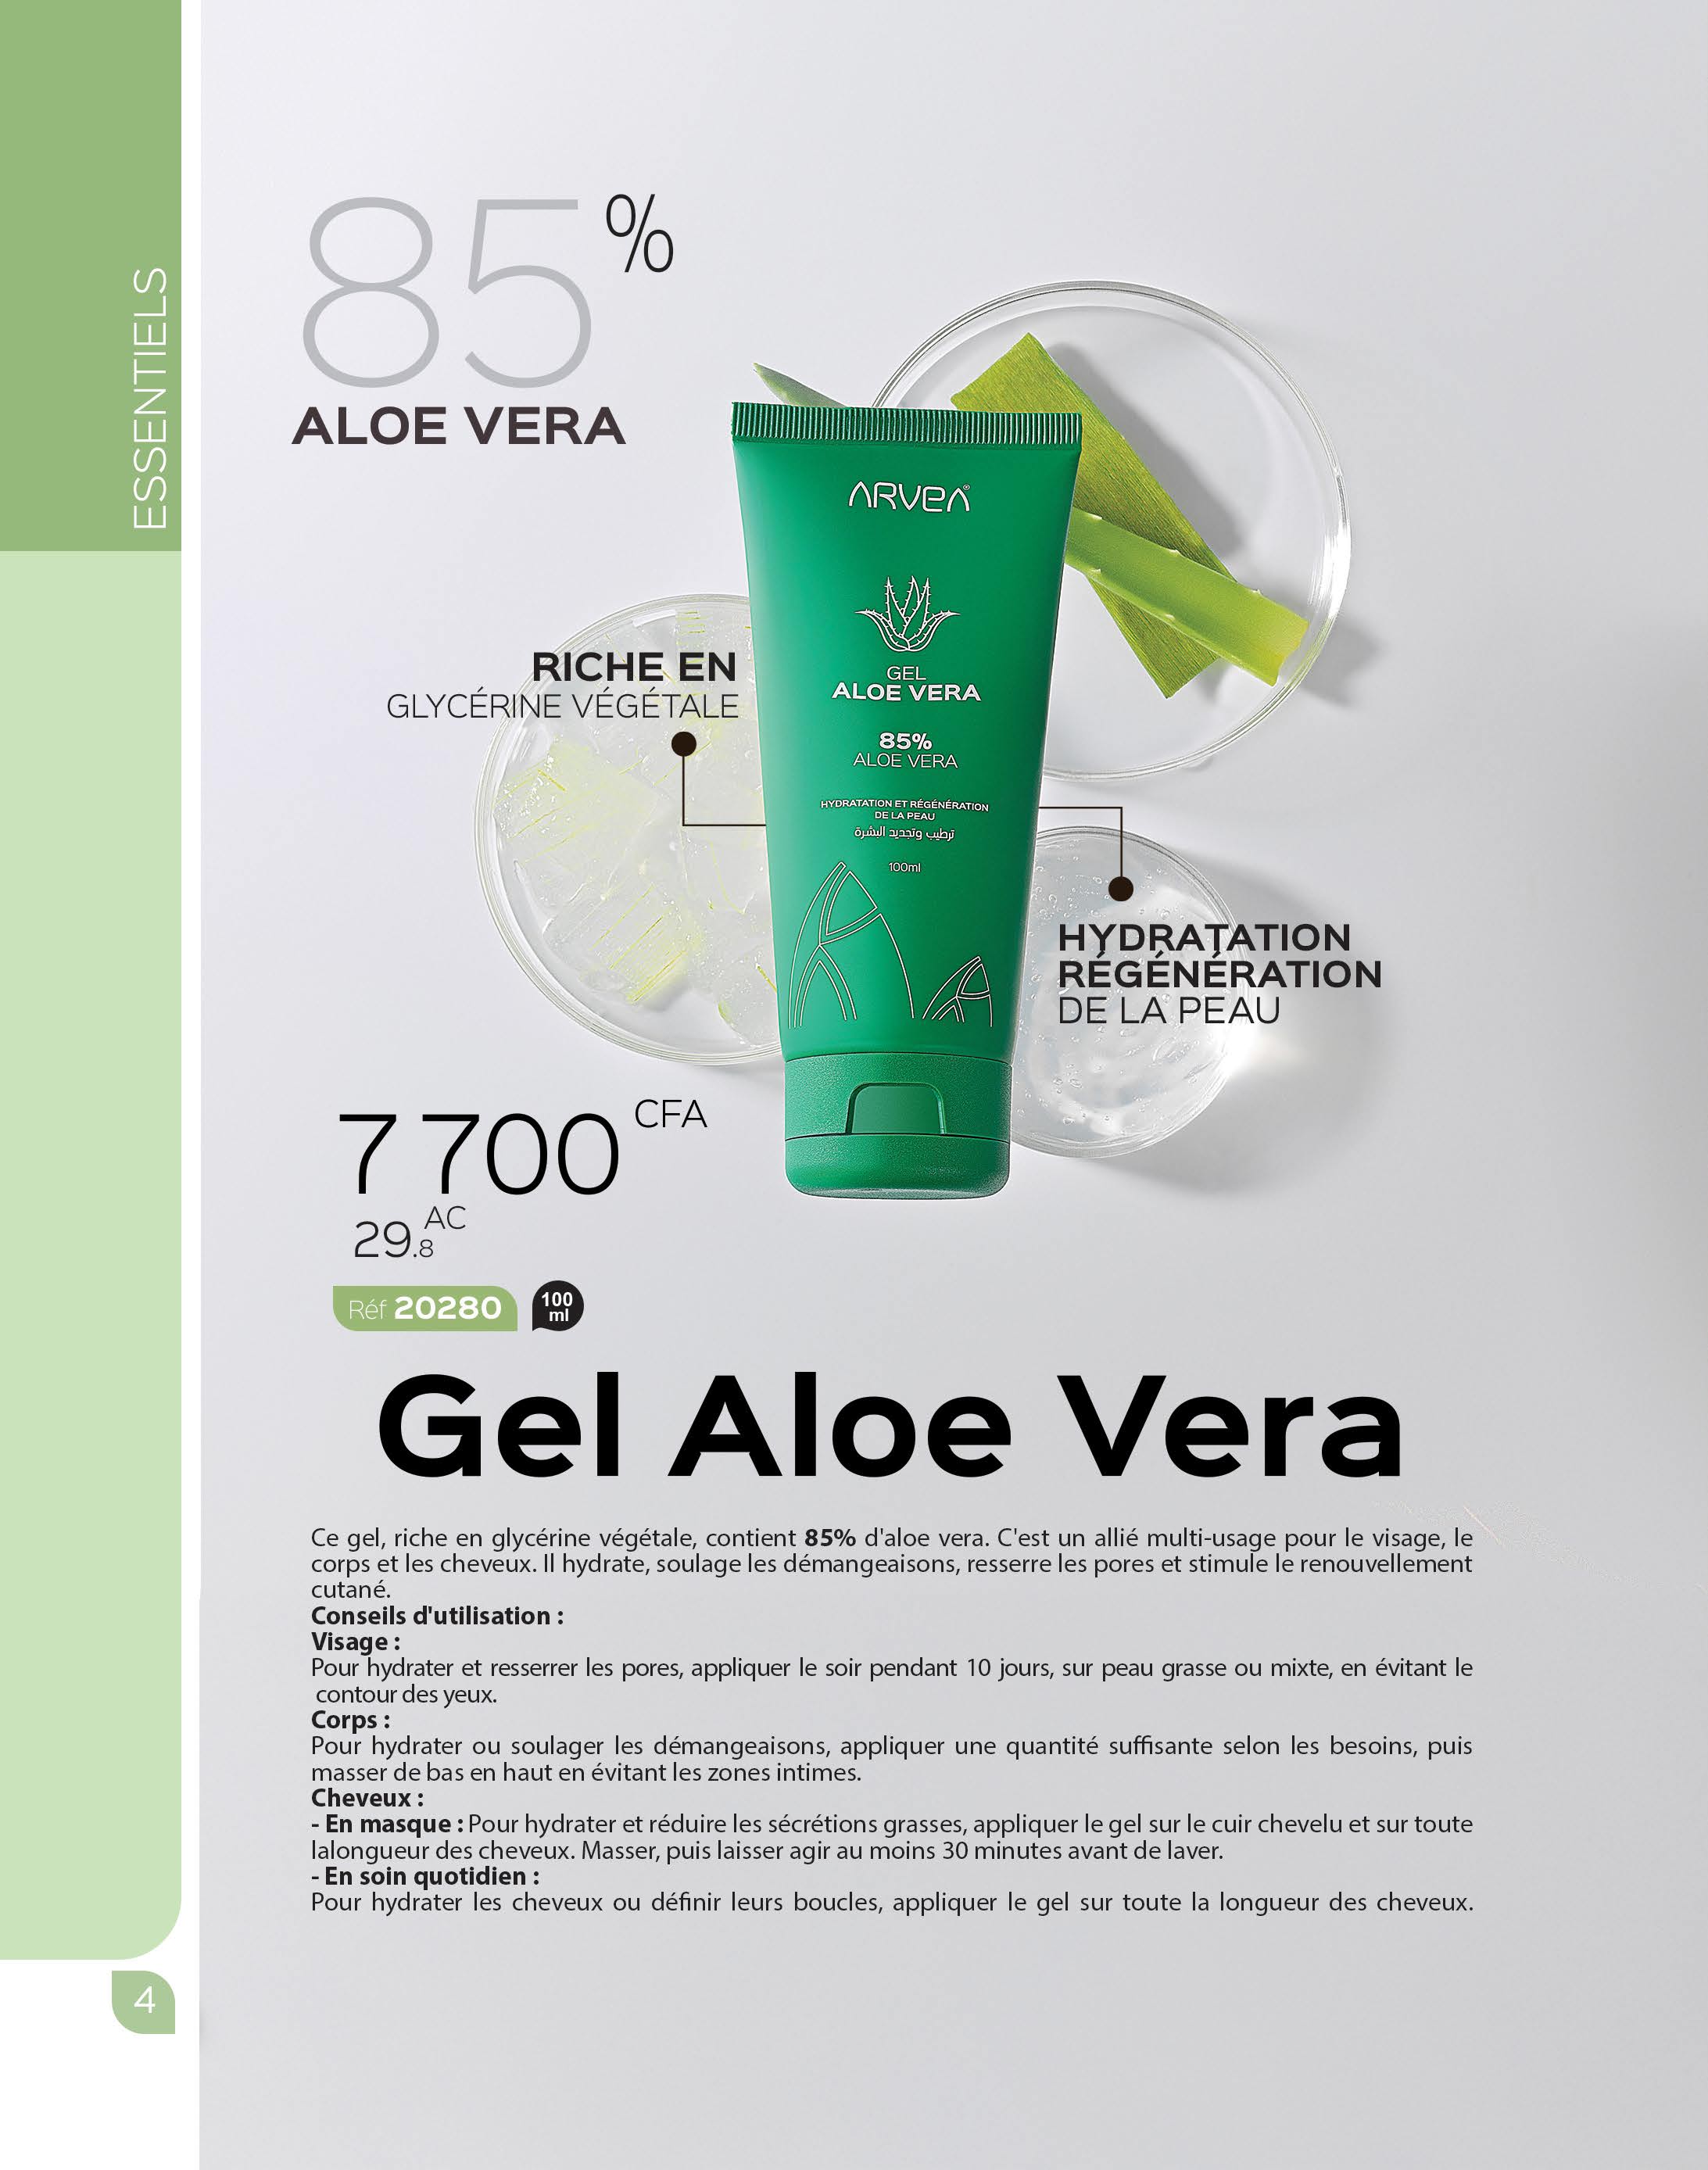 ESSENTIELS
85%
ALOE VERA
ARVEA®
GEL
ALOE VERA
85%
ALOE VERA
HYDRATATION ET RÉGÉNÉRATION
DE LA PEAU
ترطيب وتجديد البشرة
100ml
RICHE EN
GLYCÉRINE VÉGÉTALE
HYDRATATION
RÉGÉNÉRATION
DE LA PEAU
7 700 CFA
29.8 AC
Réf 20280
100
ml
Gel Aloe Vera
Ce gel, riche en glycérine végétale, contient 85% d'aloe vera. C'est un allié multi-usage pour le visage, le
corps et les cheveux. Il hydrate, soulage les démangeaisons, resserre les pores et stimule le renouvellement
cutané.
Conseils d'utilisation :
Visage :
Pour hydrater et resserrer les pores, appliquer le soir pendant 10 jours, sur peau grasse ou mixte, en évitant le
contour des yeux.
Corps :
Pour hydrater ou soulager les démangeaisons, appliquer une quantité suffisante selon les besoins, puis
masser de bas en haut en évitant les zones intimes.
Cheveux :
- En masque : Pour hydrater et réduire les sécrétions grasses, appliquer le gel sur le cuir chevelu et sur toute
lalongueur des cheveux. Masser, puis laisser agir au moins 30 minutes avant de laver.
- En soin quotidien :
Pour hydrater les cheveux ou définir leurs boucles, appliquer le gel sur toute la longueur des cheveux.
4